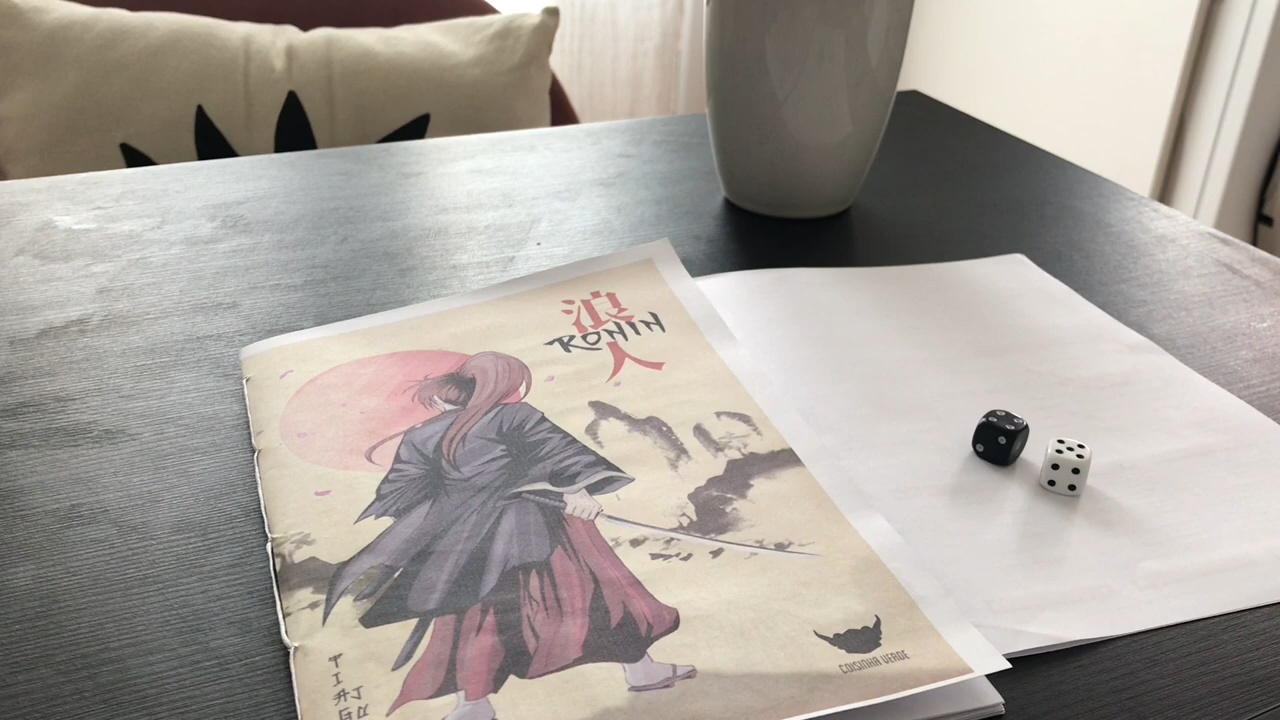 浪
RONIN
人
COISINHA VERDE